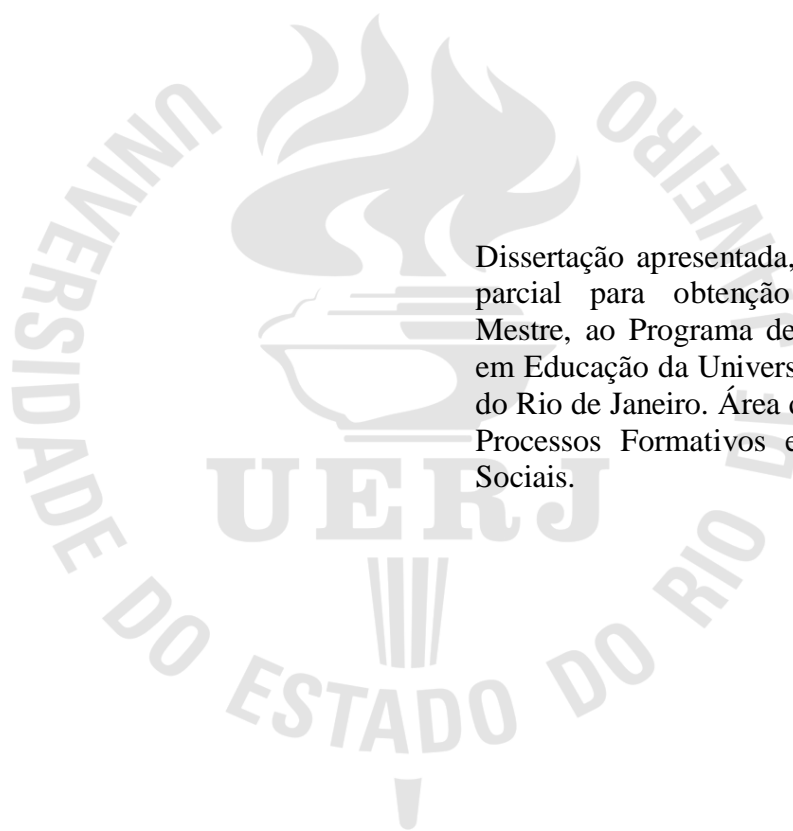 UNIVERSIDADE DO ESTADO DO RIO DE JANEIRO
UERJ
Dissertação apresentada,
parcial para obtenção
Mestre, ao Programa de
em Educação da Univers
do Rio de Janeiro. Área
Processos Formativos e
Sociais.